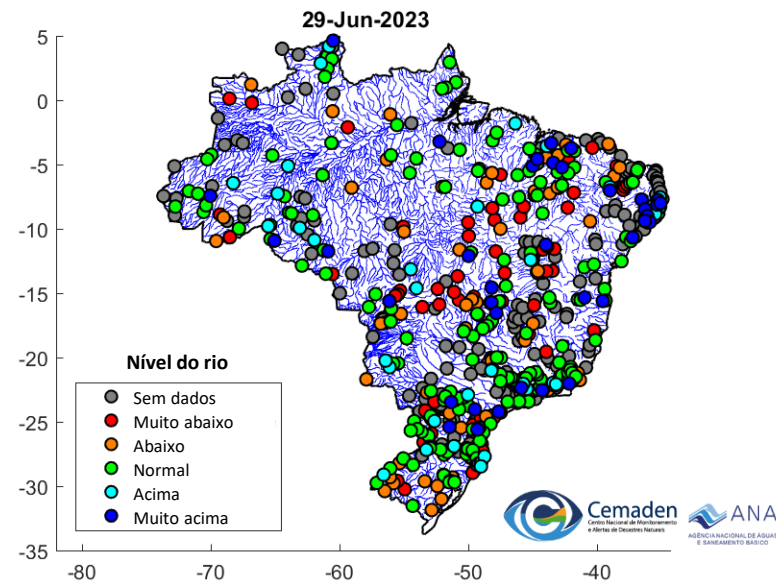 29-Jun-2023
5
0
-5
-10
-15
-20
-25
-30
-35
-80
-70
-60
-50
-40
Nível do rio
Sem dados
Muito abaixo
Abaixo
Normal
Acima
Muito acima
Cemaden
Centro Nacional de Monitoramento
e Alertas de Desastres Naturais
ANA
AGÊNCIA NACIONAL DE ÁGUAS
E SANEAMENTO BÁSICO